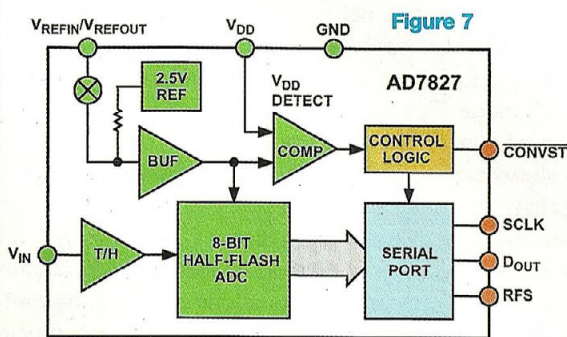 Figure 7
VREFIN/VREFOUT
VDD
GND
AD7827
2.5V
REF
VDD
DETECT
BUF
COMP
CONTROL
LOGIC
CONVST
VIN
T/H
8-BIT
HALF-FLASH
ADC
SERIAL
PORT
SCLK
DOUT
RFS